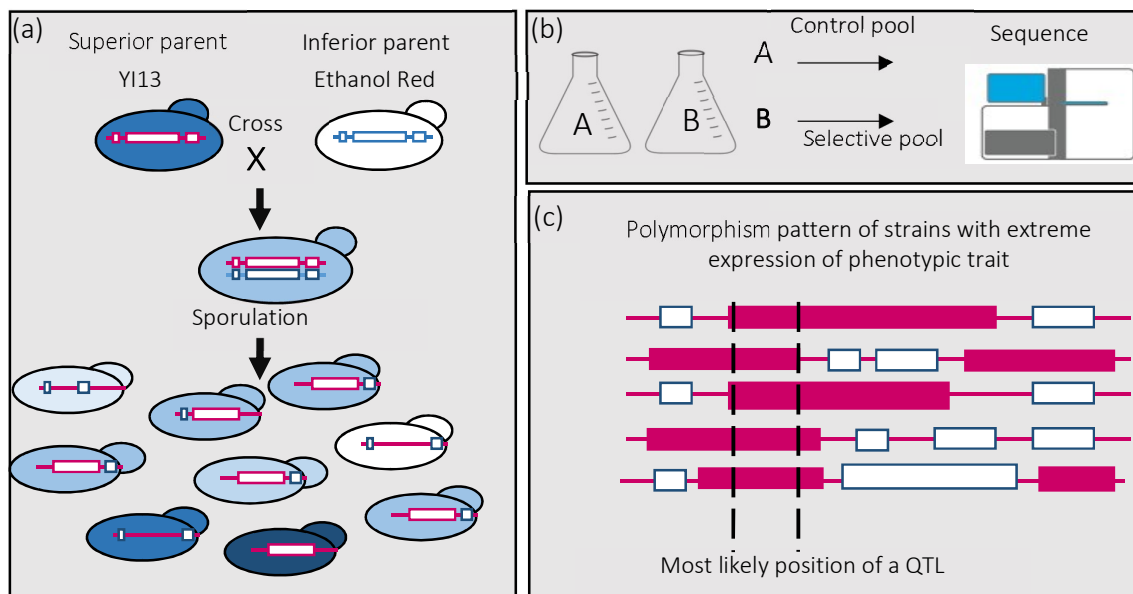 (a)
Superior parent
Inferior parent
YI13
Ethanol Red
Cross
X
Sporulation
(b)
A
B
A
Control pool
B
Selective pool
Sequence
(c)
Polymorphism pattern of strains with extreme
expression of phenotypic trait
Most likely position of a QTL